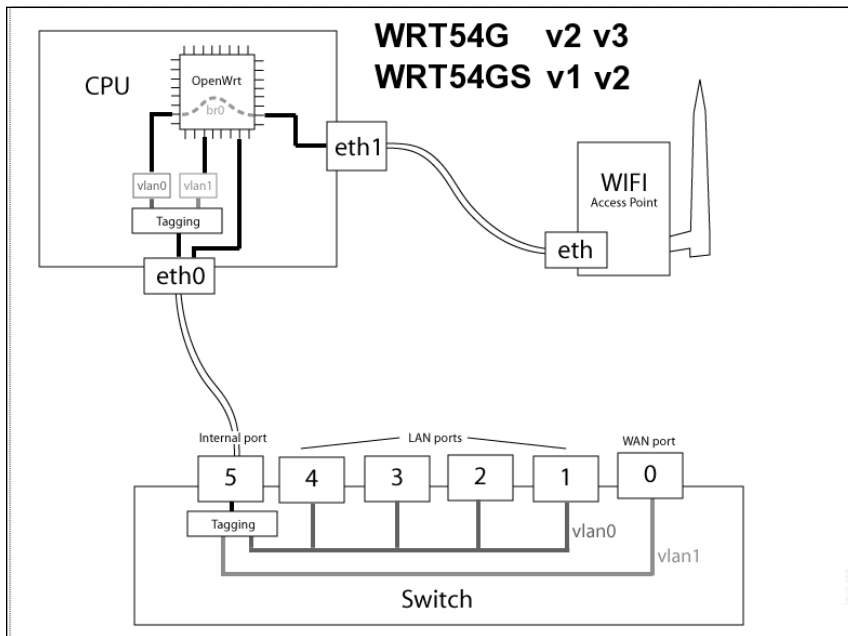 WRT54G v2 v3
WRT54GS v1 v2
CPU
OpenWrt
br0
vlan0
vlan1
Tagging
eth0
eth1
WIFI
Access Point
eth
Internal port
LAN ports
WAN port
5
4
3
2
1
0
Tagging
vlan0
vlan1
Switch